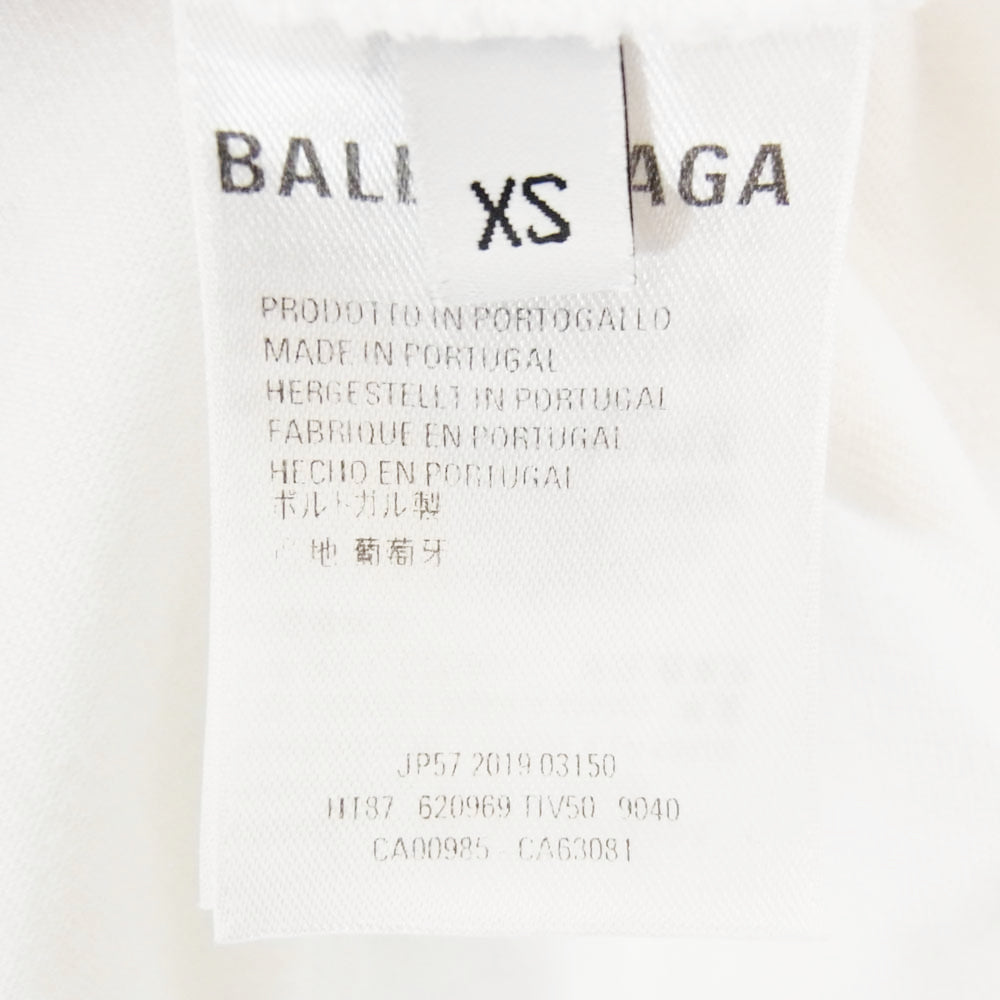 BAL AGA
XS
PRODOTTO IN PORTOGALLO
MADE IN PORTUGAL
HERGESTELLT IN PORTUGAL
FABRIQUE EN PORTUGAL
HECHO EN PORTUGAL
ポルトガル製
地 葡萄牙
JP57 2019 03150
620969 TIV50 9040
CA00985 CA63081